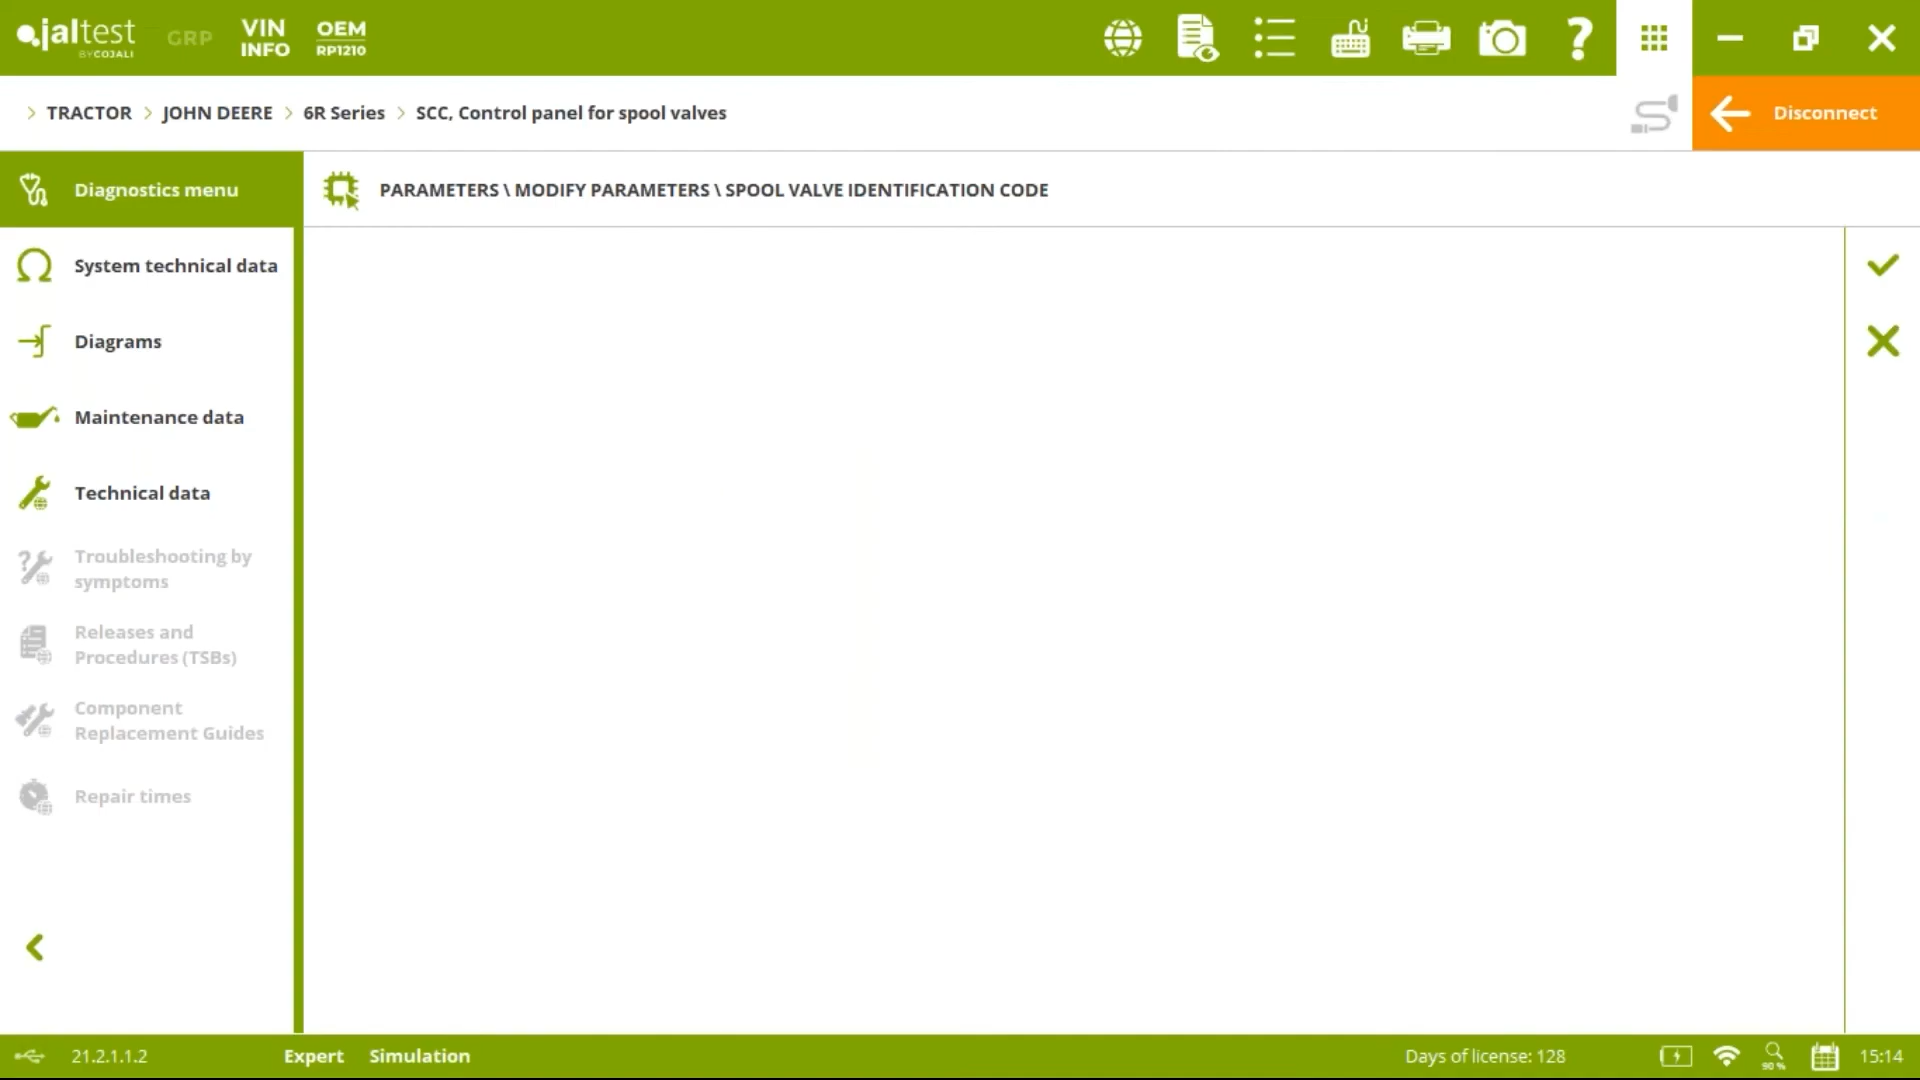 jaltest
BY COJALI
GRP
VIN
INFO
OEM
RP1210
TRACTOR
JOHN DEERE
6R Series
SCC, Control panel for spool valves
Disconnect
Diagnostics menu
PARAMETERS \ MODIFY PARAMETERS \ SPOOL VALVE IDENTIFICATION CODE
System technical data
Diagrams
Maintenance data
Technical data
Troubleshooting by
symptoms
Releases and
Procedures (TSBs)
Component
Replacement Guides
Repair times
21.2.1.1.2
Expert
Simulation
Days of license: 128
90 %
15:14